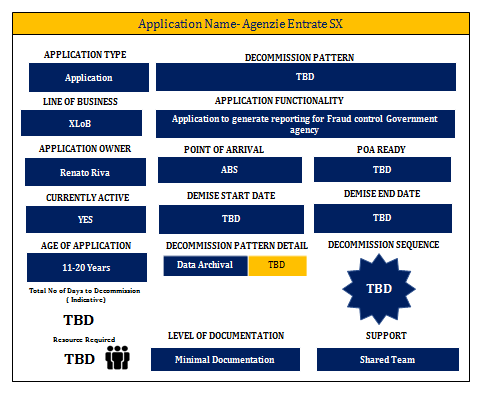 Application Name- Agenzie Entrate SX
APPLICATION TYPE
Application
DECOMMISSION PATTERN
TBD
LINE OF BUSINESS
XLoB
APPLICATION FUNCTIONALITY
Application to generate reporting for Fraud control Government
agency
APPLICATION OWNER
Renato Riva
POINT OF ARRIVAL
ABS
POA READY
TBD
CURRENTLY ACTIVE
YES
DEMISE START DATE
TBD
DEMISE END DATE
TBD
AGE OF APPLICATION
11-20 Years
DECOMMISSION PATTERN DETAIL
Data Archival TBD
DECOMMISSION SEQUENCE
TBD
Total No of Days to Decommission
( Indicative)
TBD
Resource Required
TBD
LEVEL OF DOCUMENTATION
Minimal Documentation
SUPPORT
Shared Team